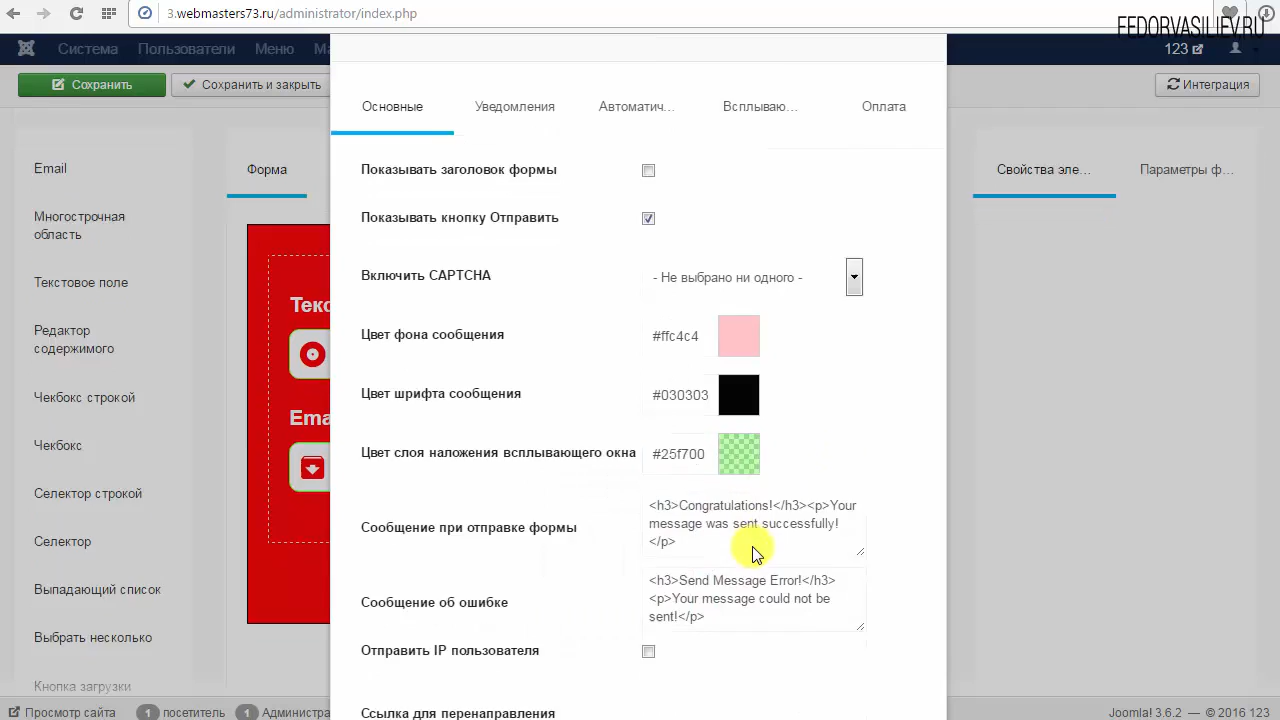 3.webmasters73.ru/administrator/index.php
FEDORVASILIEV.RU
Система
Пользователи
Меню
Ма
123
Сохранить
Сохранить и закрыть
Интеграция
Основные
Уведомления
Автоматич...
Всплываю...
Оплата
Email
Многострочная
область
Текстовое поле
Редактор
содержимого
Чекбокс строкой
Чекбокс
Селектор строкой
Селектор
Выпадающий список
Выбрать несколько
Кнопка загрузки
Форма
Текс
Ema
Показывать заголовок формы
Показывать кнопку Отправить
Включить CAPTCHA
- Не выбрано ни одного -
Цвет фона сообщения
#ffc4c4
Цвет шрифта сообщения
#030303
Цвет слоя наложения всплывающего окна
#25f700
Сообщение при отправке формы
<h3>Congratulations!</h3><p>Your
message was sent successfully!
</p>
Сообщение об ошибке
<h3>Send Message Error!</h3>
<p>Your message could not be
sent!</p>
Отправить IP пользователя
Ссылка для перенаправления
Свойства эле...
Параметры ф...
Просмотр сайта
1 посетитель
1 Администра
Joomla! 3.6.2 — © 2016 123